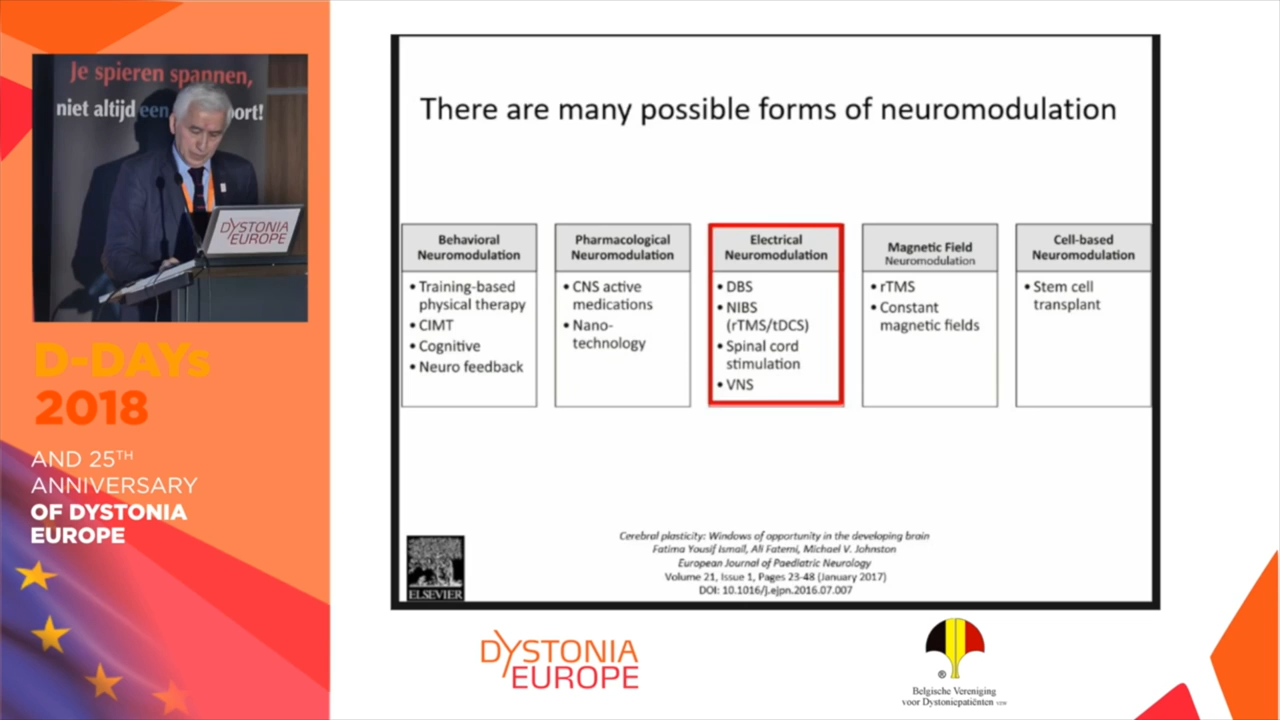 Je spieren spannen,
niet altijd een port!
DYSTONIA
EUROPE
D-DAYs
2018
AND 25TH
ANNIVERSARY
OF DYSTONIA
EUROPE
There are many possible forms of neuromodulation
Behavioral
Neuromodulation
• Training-based
physical therapy
• CIMT
• Cognitive
• Neuro feedback
Pharmacological
Neuromodulation
• CNS active
medications
• Nano-
technology
Electrical
Neuromodulation
• DBS
• NIBS
(rTMS/tDCS)
• Spinal cord
stimulation
• VNS
Magnetic Field
Neuromodulation
• rTMS
• Constant
magnetic fields
Cell-based
Neuromodulation
• Stem cell
transplant
Cerebral plasticity: Windows of opportunity in the developing brain
Fatima Yousif Ismail, Ali Fatemi, Michael V. Johnston
European Journal of Paediatric Neurology
Volume 21, Issue 1, Pages 23-48 (January 2017)
DOI: 10.1016/j.ejpn.2016.07.007
ELSEVIER
DYSTONIA
EUROPE
®
Belgische Vereniging
voor Dystoniepatiënten vzw